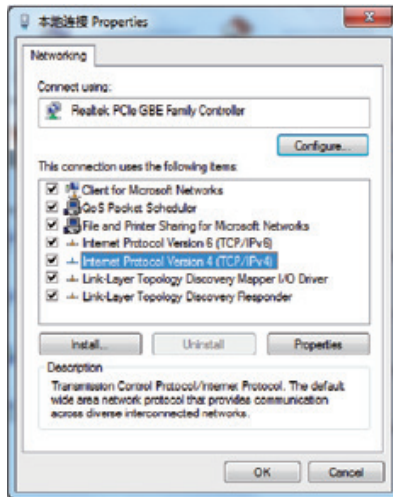 本地连接 Properties
Networking
Connect using:
Realtek PCIe GBE Family Controller
Configure...
This connection uses the following items:
Client for Microsoft Networks
QoS Packet Scheduler
File and Printer Sharing for Microsoft Networks
Internet Protocol Version 6 (TCP/IPv6)
Internet Protocol Version 4 (TCP/IPv4)
Link-Layer Topology Discovery Mapper I/O Driver
Link-Layer Topology Discovery Responder
Install...
Uninstall
Properties
Description
Transmission Control Protocol/Internet Protocol. The default
wide area network protocol that provides communication
across diverse interconnected networks.
OK
Cancel